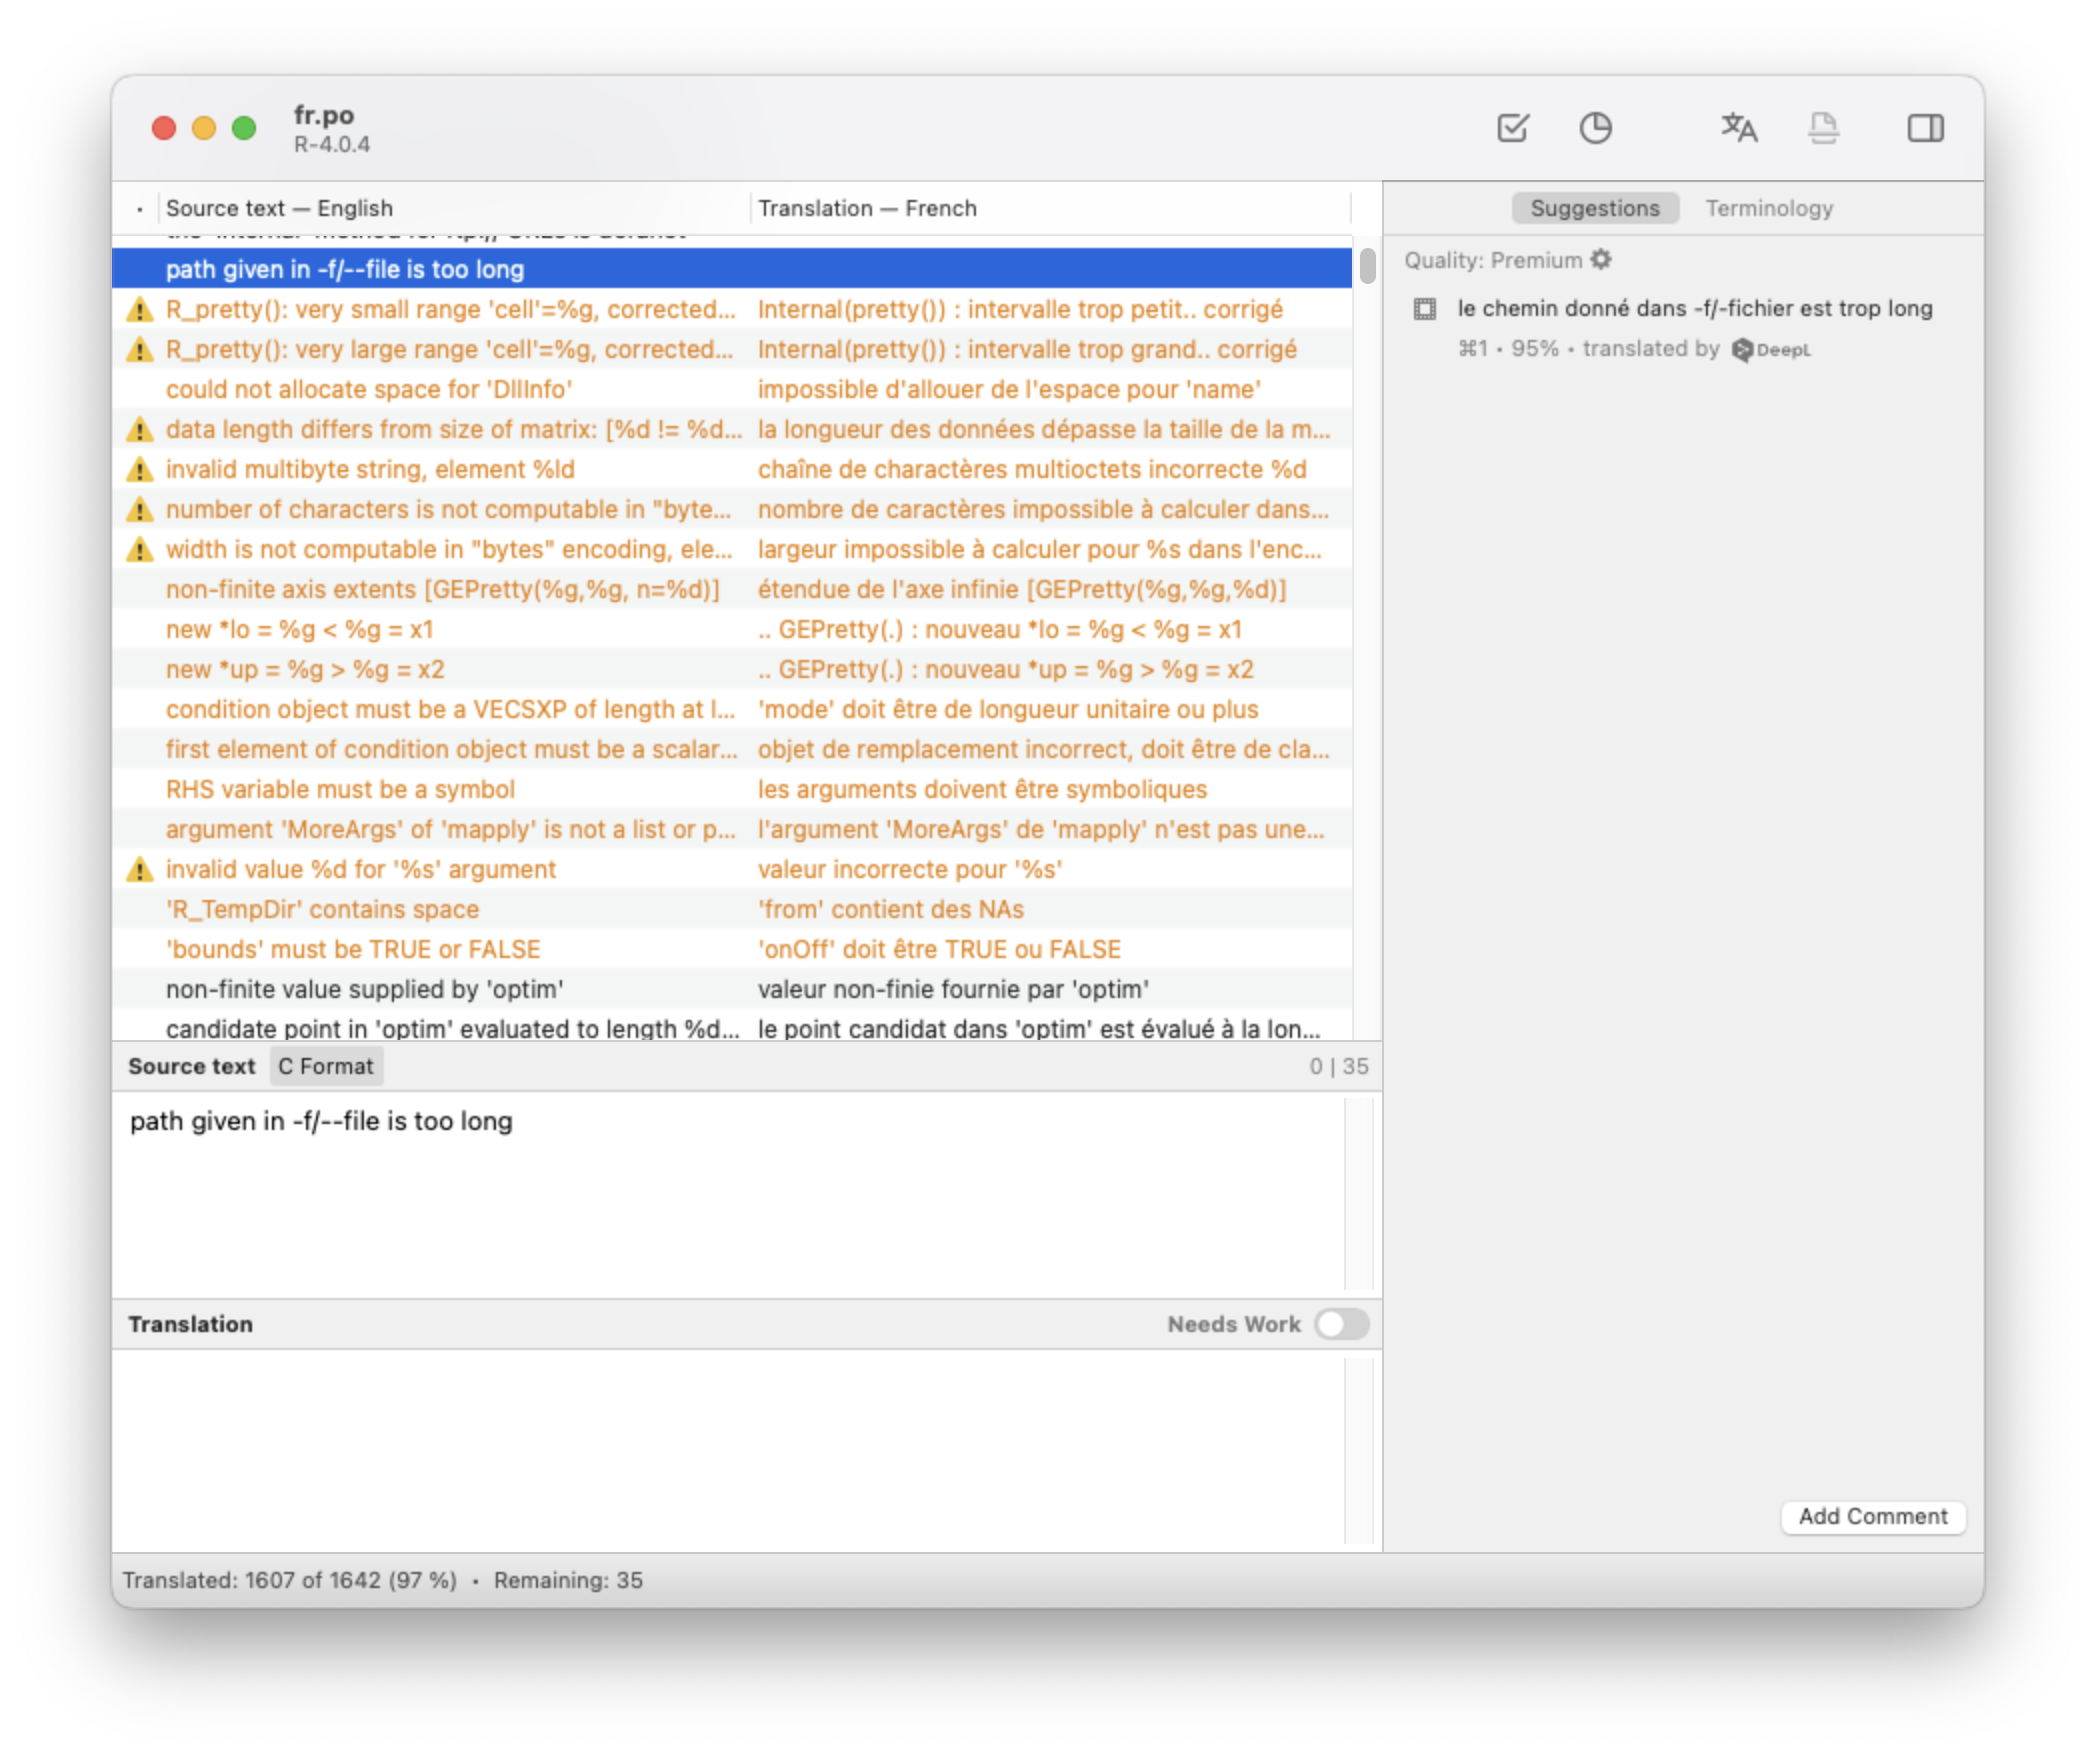 fr.po
R-4.0.4
Source text — English Translation — French
path given in -f/--file is too long
R_pretty(): very small range 'cell'=%g, corrected... Internal(pretty()) : intervalle trop petit.. corrigé
R_pretty(): very large range 'cell'=%g, corrected... Internal(pretty()) : intervalle trop grand.. corrigé
could not allocate space for 'DllInfo' impossible d'allouer de l'espace pour 'name'
data length differs from size of matrix: [%d != %d... la longueur des données dépasse la taille de la m...
invalid multibyte string, element %ld chaîne de charactères multioctets incorrecte %d
number of characters is not computable in "byte... nombre de caractères impossible à calculer dans...
width is not computable in "bytes" encoding, ele... largeur impossible à calculer pour %s dans l'enc...
non-finite axis extents [GEPretty(%g,%g, n=%d)] étendue de l'axe infinie [GEPretty(%g,%g,%d)]
new *lo = %g < %g = x1 .. GEPretty(.) : nouveau *lo = %g < %g = x1
new *up = %g > %g = x2 .. GEPretty(.) : nouveau *up = %g > %g = x2
condition object must be a VECSXP of length at l... 'mode' doit être de longueur unitaire ou plus
first element of condition object must be a scalar... objet de remplacement incorrect, doit être de cla...
RHS variable must be a symbol les arguments doivent être symboliques
argument 'MoreArgs' of 'mapply' is not a list or p... l'argument 'MoreArgs' de 'mapply' n'est pas une...
invalid value %d for '%s' argument valeur incorrecte pour '%s'
'R_TempDir' contains space 'from' contient des NAs
'bounds' must be TRUE or FALSE 'onOff' doit être TRUE ou FALSE
non-finite value supplied by 'optim' valeur non-finie fournie par 'optim'
candidate point in 'optim' evaluated to length %d... le point candidat dans 'optim' est évalué à la lon...
Source text C Format 0 | 35
path given in -f/--file is too long
Translation Needs Work
Translated: 1607 of 1642 (97 %) • Remaining: 35
Suggestions Terminology
Quality: Premium
le chemin donné dans -f/-fichier est trop long
⌘1 • 95% • translated by DeepL
Add Comment